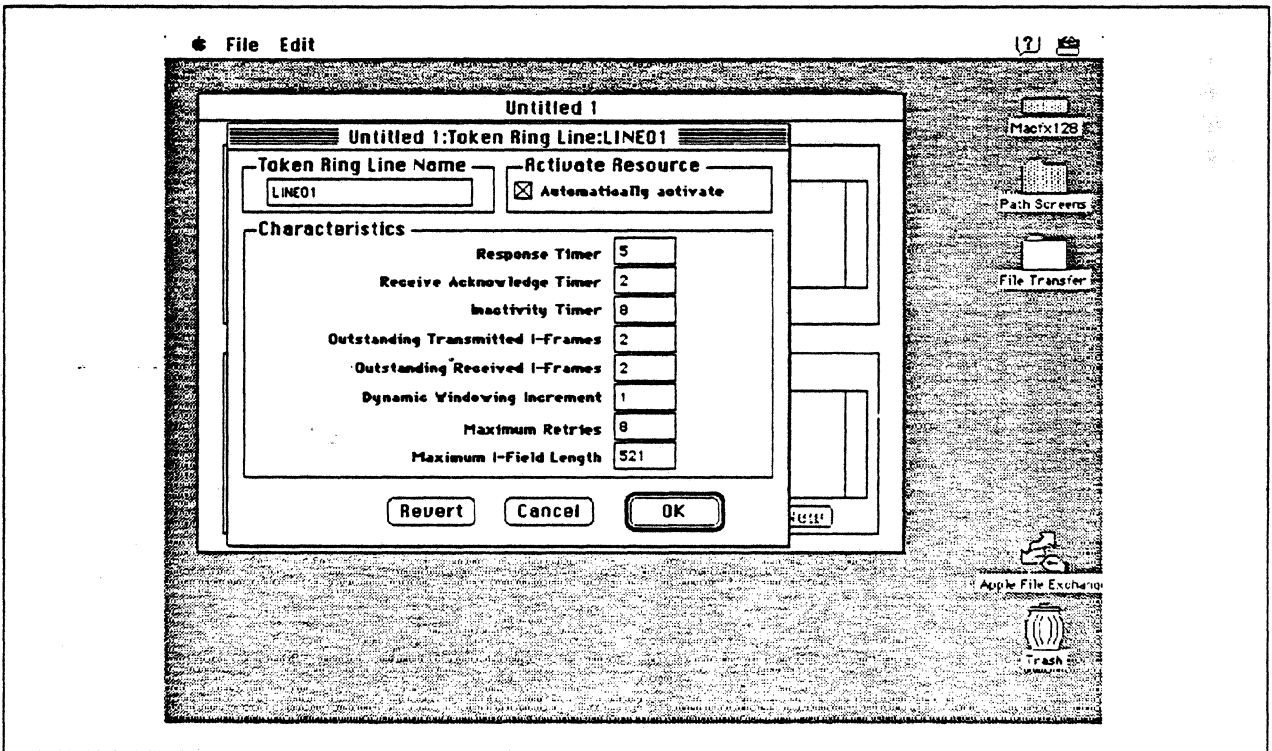 File Edit
Untitled 1
Untitled 1:Token Ring Line:LINE01
Token Ring Line Name
Activate Resource
LINE01
Automatically activate
Characteristics
Response Timer 5
Receive Acknowledge Timer 2
Inactivity Timer 8
Outstanding Transmitted I-Frames 2
Outstanding Received I-Frames 2
Dynamic Windowing Increment 1
Maximum Retries 8
Maximum I-Field Length 521
Revert Cancel OK
Macfx128
Path Screens
File Transfer
Apple File Exchang
Trash